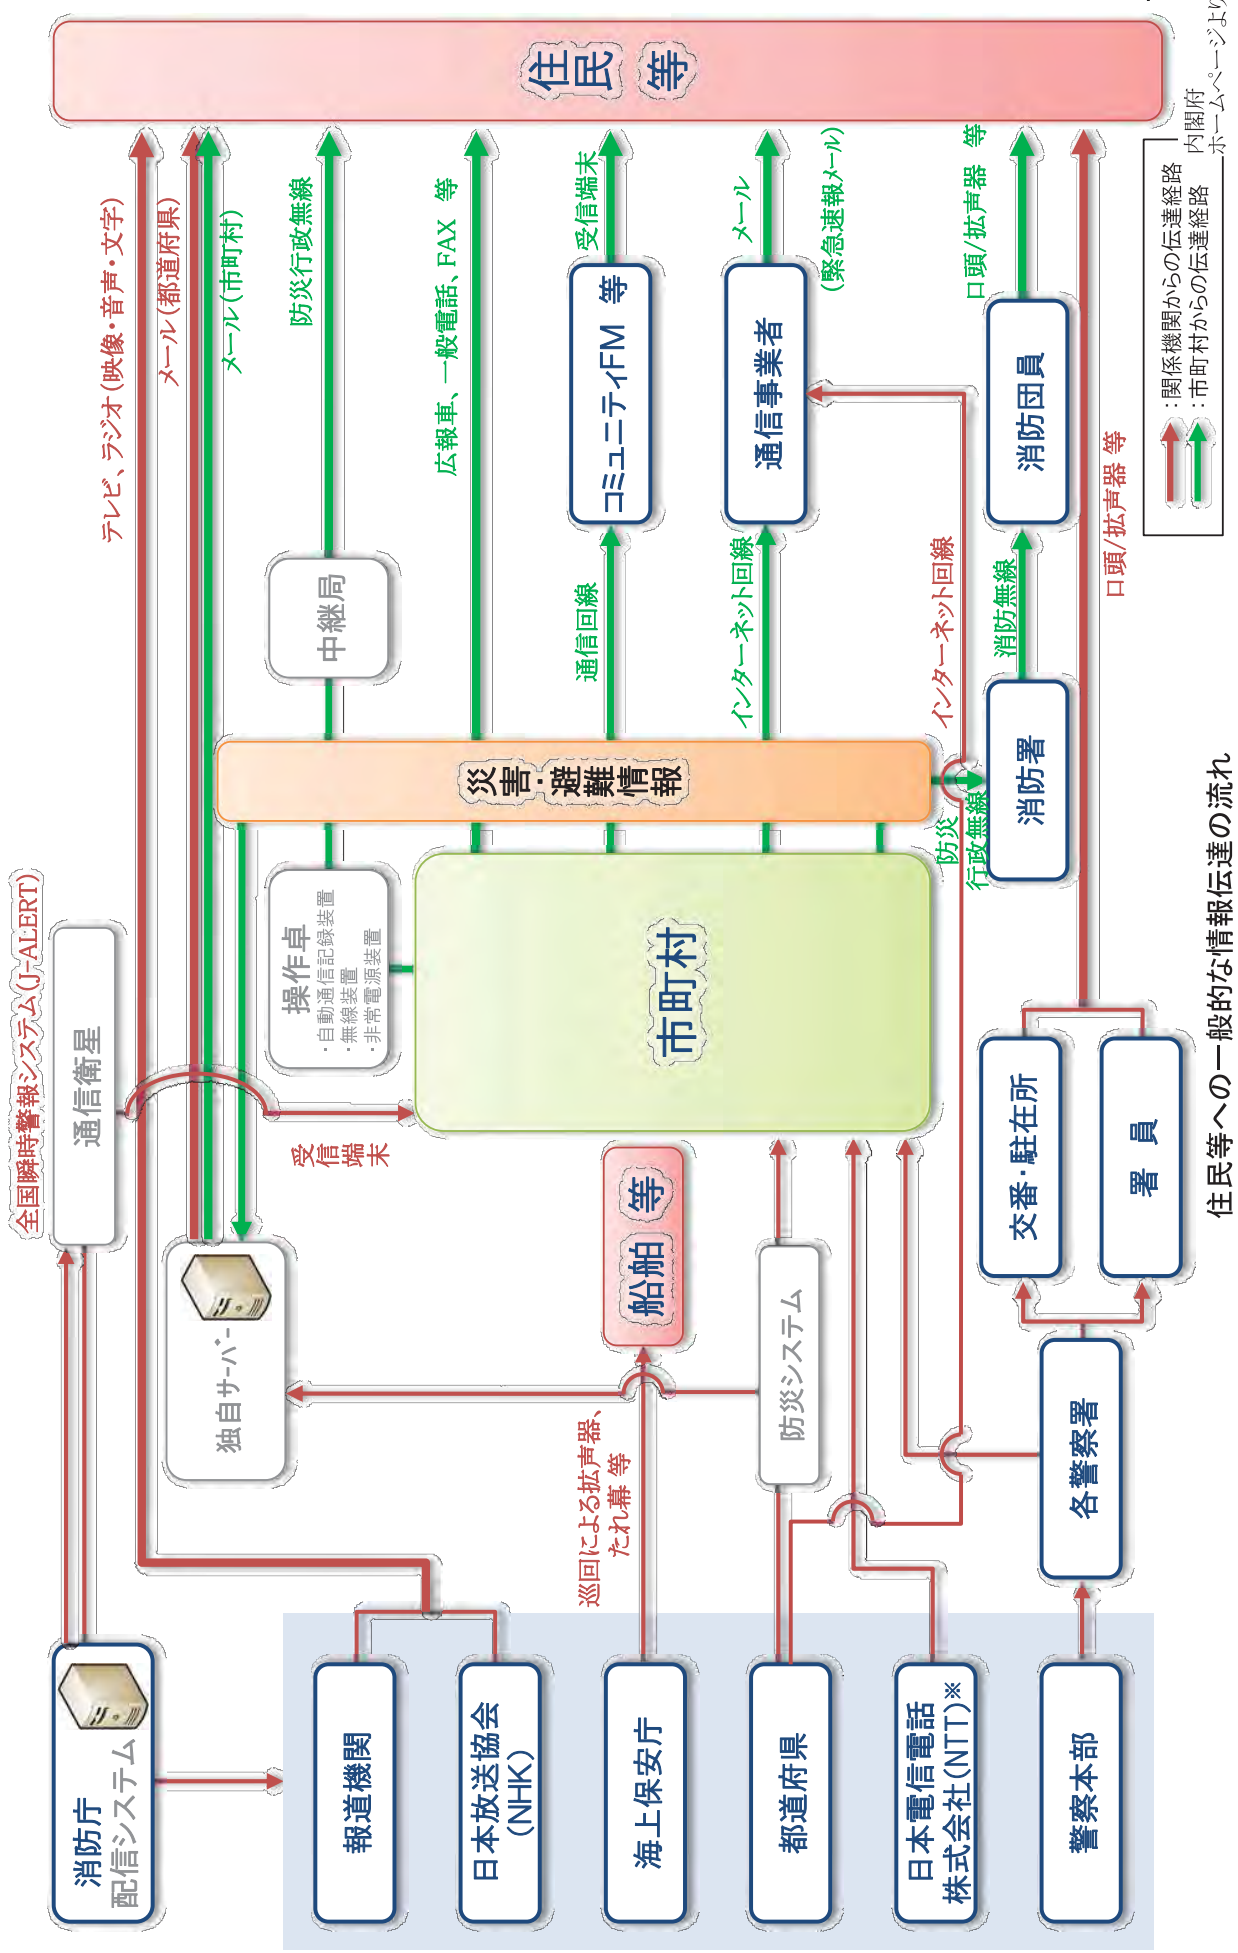 全国瞬時警報システム(J-ALERT)
消防庁
配信システム
通信衛星
テレビ、ラジオ(映像・音声・文字)
メール(都道府県)
メール(市町村)
独自サーバー
受信
端末
操作卓
・自動通信記録装置
・無線装置
・非常電源装置
中継局
防災行政無線
報道機関
日本放送協会
(NHK)
広報車、一般電話、FAX 等
災害・避難情報
市町村
住民 等
巡回による拡声器、
たれ幕 等
海上保安庁
船舶 等
通信回線
コミュニティFM 等
受信端末
都道府県
防災システム
インターネット回線
通信事業者
メール
(緊急速報メール)
日本電信電話
株式会社(NTT)※
インターネット回線
防災
行政無線
消防署
消防無線
消防団員
口頭/拡声器 等
警察本部
各警察署
交番・駐在所
署員
口頭/拡声器 等
:関係機関からの伝達経路
:市町村からの伝達経路
内閣府
ホームページより
住民等への一般的な情報伝達の流れ